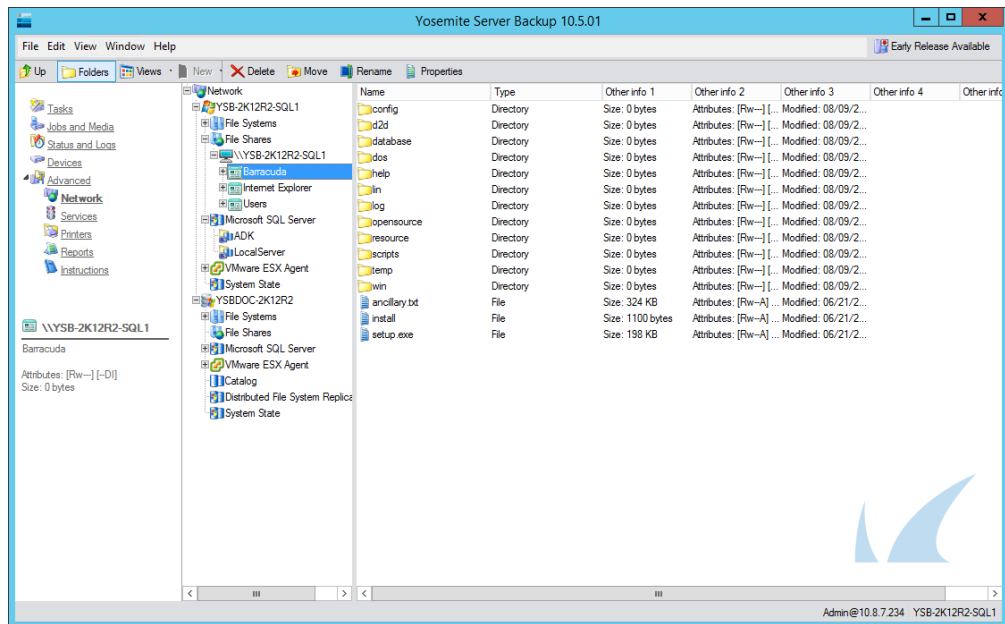 Yosemite Server Backup 10.5.01
File Edit View Window Help
Early Release Available
Up Folders Views New Delete Move Rename Properties
Tasks
Jobs and Media
Status and Logs
Devices
Advanced
Network
Services
Printers
Reports
Instructions
\\YSB-2K12R2-SQL1
Barracuda
Attributes: [Rw---] [--DI]
Size: 0 bytes
Network
YSB-2K12R2-SQL1
File Systems
File Shares
\\YSB-2K12R2-SQL1
Barracuda
Internet Explorer
Users
Microsoft SQL Server
ADK
LocalServer
VMware ESX Agent
System State
YSBDOC-2K12R2
File Systems
File Shares
Microsoft SQL Server
VMware ESX Agent
Catalog
Distributed File System Replica
System State
Name Type Other info 1 Other info 2 Other info 3 Other info 4 Other info
config Directory Size: 0 bytes Attributes: [Rw---] [... Modified: 08/09/2...
d2d Directory Size: 0 bytes Attributes: [Rw---] [... Modified: 08/09/2...
database Directory Size: 0 bytes Attributes: [Rw---] [... Modified: 08/09/2...
dos Directory Size: 0 bytes Attributes: [Rw---] [... Modified: 08/09/2...
help Directory Size: 0 bytes Attributes: [Rw---] [... Modified: 08/09/2...
lin Directory Size: 0 bytes Attributes: [Rw---] [... Modified: 08/09/2...
log Directory Size: 0 bytes Attributes: [Rw---] [... Modified: 08/09/2...
opensource Directory Size: 0 bytes Attributes: [Rw---] [... Modified: 08/09/2...
resource Directory Size: 0 bytes Attributes: [Rw---] [... Modified: 08/09/2...
scripts Directory Size: 0 bytes Attributes: [Rw---] [... Modified: 08/09/2...
temp Directory Size: 0 bytes Attributes: [Rw---] [... Modified: 08/09/2...
win Directory Size: 0 bytes Attributes: [Rw---] [... Modified: 08/09/2...
ancillary.txt File Size: 324 KB Attributes: [Rw--A] ... Modified: 06/21/2...
install File Size: 1100 bytes Attributes: [Rw--A] ... Modified: 06/21/2...
setup.exe File Size: 198 KB Attributes: [Rw--A] ... Modified: 06/21/2...
Admin@10.8.7.234 YSB-2K12R2-SQL1